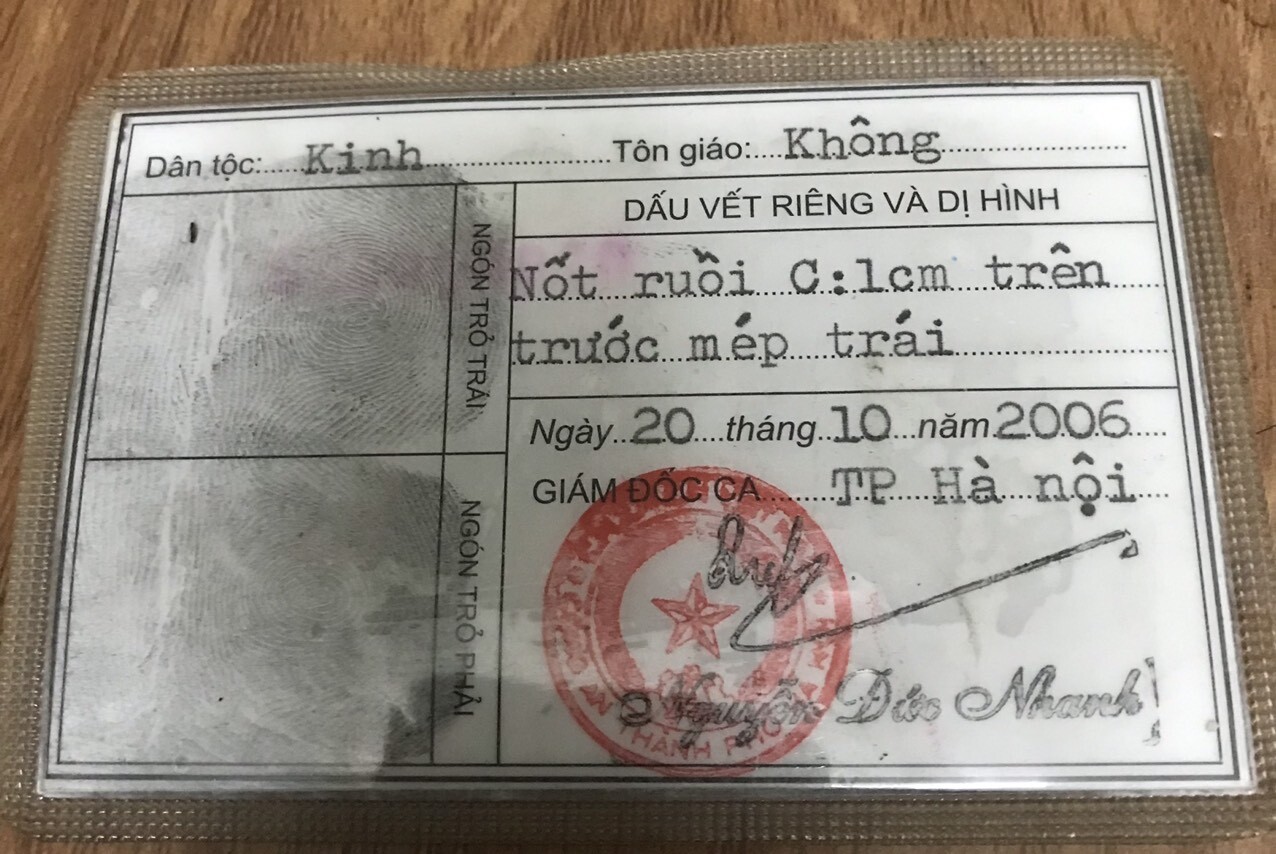 Dân tộc: Kinh Tôn giáo: Không
NGÓN TRỎ TRÁI
DẤU VẾT RIÊNG VÀ DỊ HÌNH
Nốt ruồi C:1cm trên
trước mép trái
Ngày 20 tháng 10 năm 2006
GIÁM ĐỐC CA TP Hà nội
NGÓN TRỎ PHẢI
THÀNH PHỐ
Nguyễn Đức Nhanh